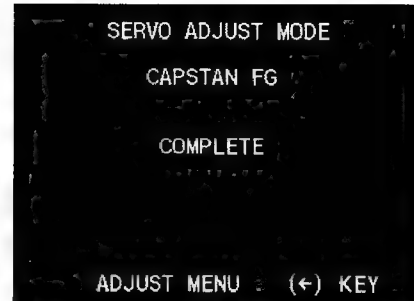 SERVO ADJUST MODE
CAPSTAN FG
COMPLETE
ADJUST MENU : (←) KEY